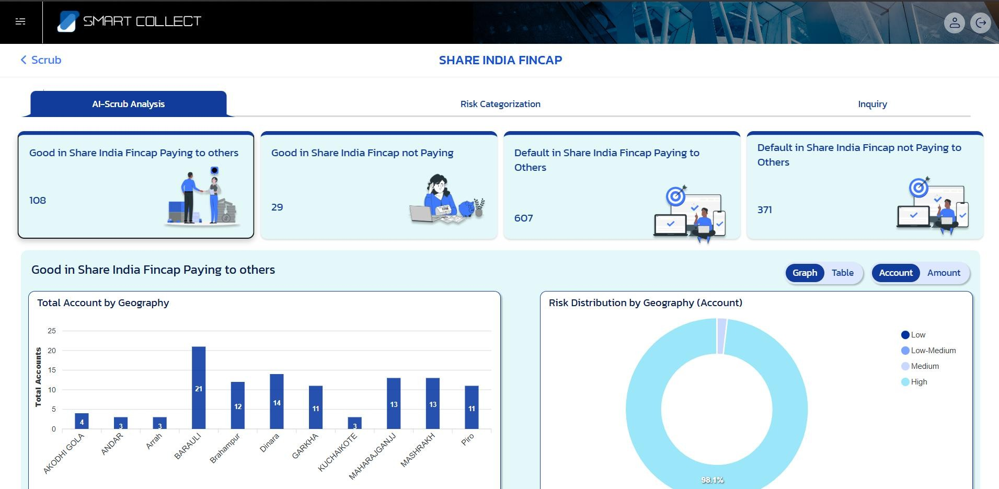 SMART COLLECT
Scrub
SHARE INDIA FINCAP
AI-Scrub Analysis
Risk Categorization
Inquiry
Good in Share India Fincap Paying to others
108
Good in Share India Fincap not Paying
29
Default in Share India Fincap Paying to
Others
607
Default in Share India Fincap not Paying to
Others
371
Good in Share India Fincap Paying to others
Graph
Table
Account
Amount
Total Account by Geography
Total Accounts
25
20
15
10
5
0
4
3
3
21
12
14
11
3
13
13
11
AKODHI GOLA
ANDAR
Arrah
BARAULI
Brahampur
Dinara
GARKHA
KUCHAIKOTE
MAHARAJGANJJ
MASHRAKH
Piro
Risk Distribution by Geography (Account)
Low
Low-Medium
Medium
High
98.1%